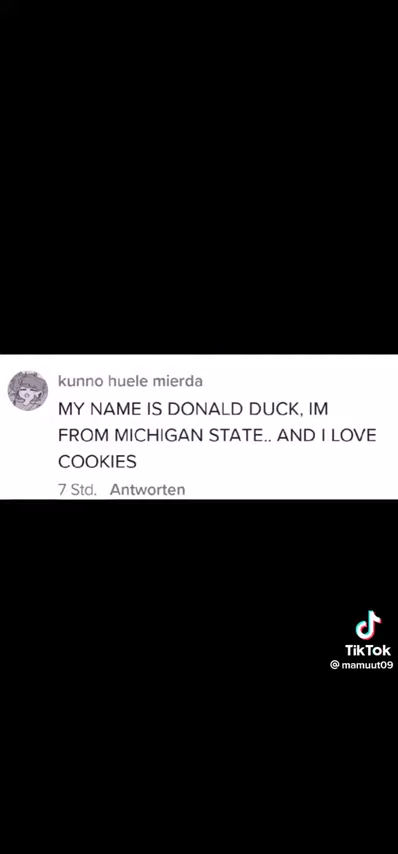 kunno huele mierda
MY NAME IS DONALD DUCK, IM
FROM MICHIGAN STATE.. AND I LOVE
COOKIES
7 Std. Antworten
TikTok
@mamuut09